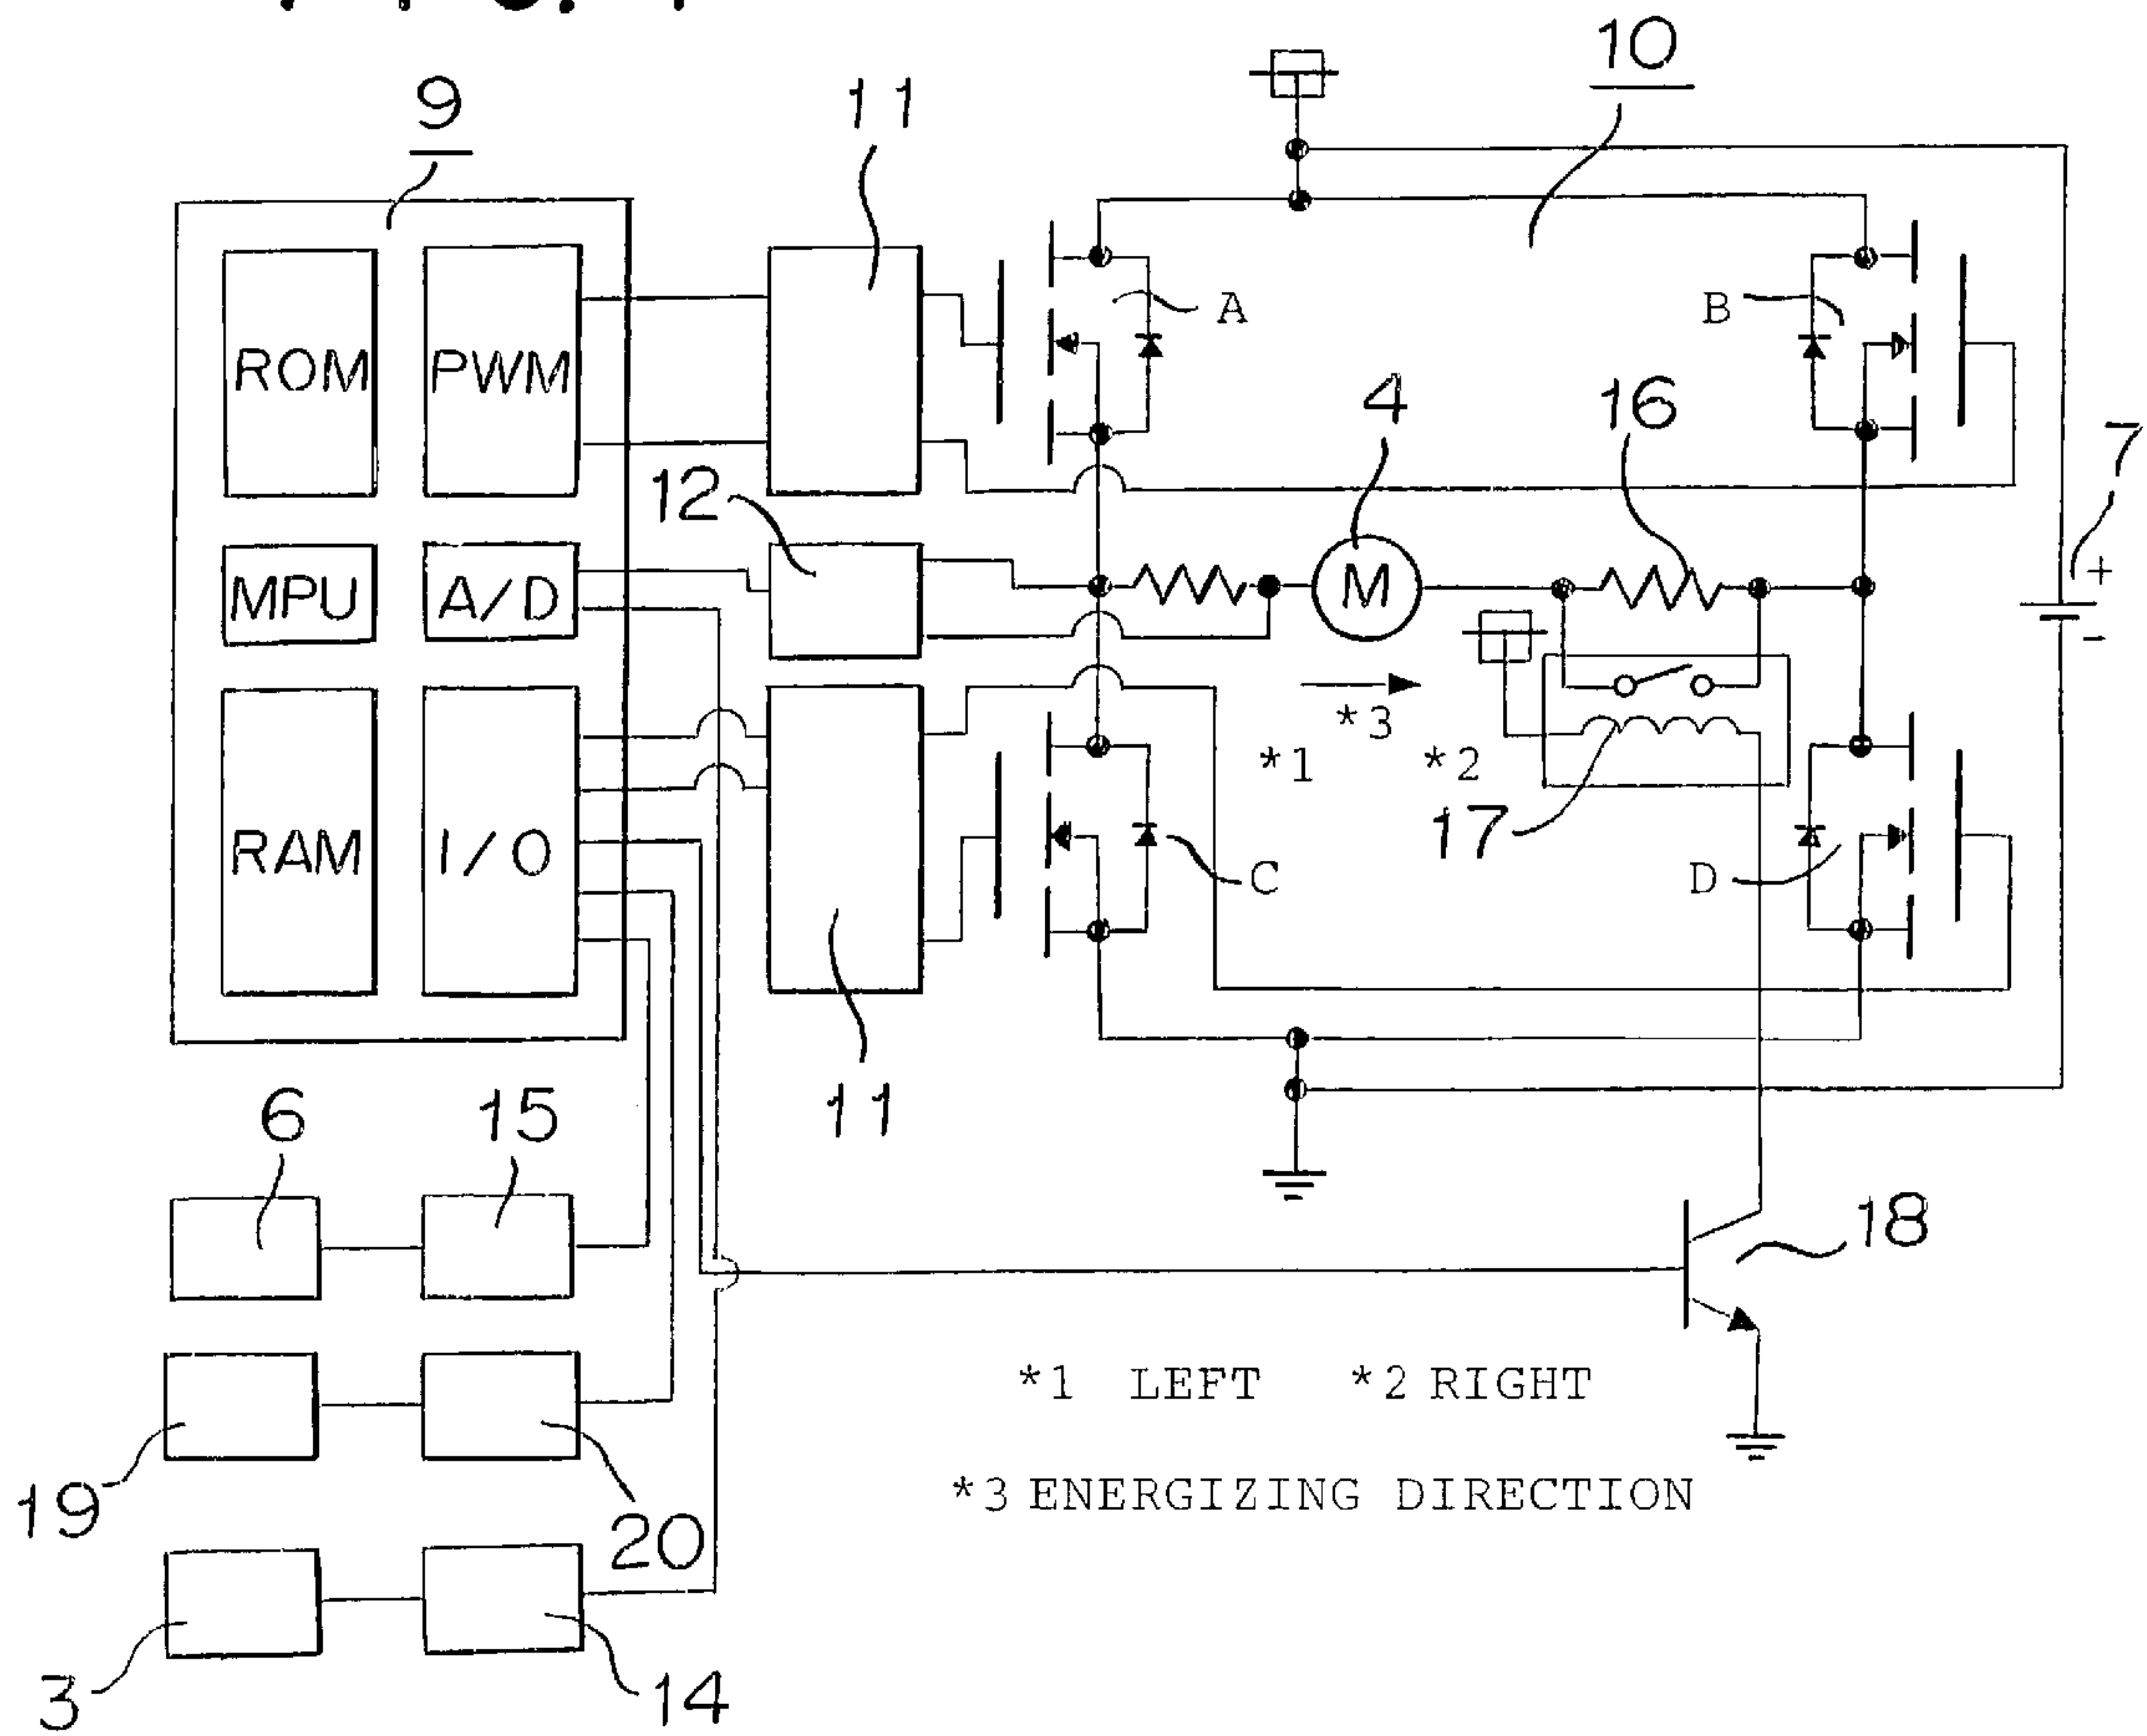 10
9
11
A
B
ROM
PWM
4
16
7
12
+
MPU
A/D
M
-
*3
*1
*2
17
RAM
I/O
C
D
6
15
11
18
*1 LEFT *2 RIGHT
19
20
*3 ENERGIZING DIRECTION
3
14